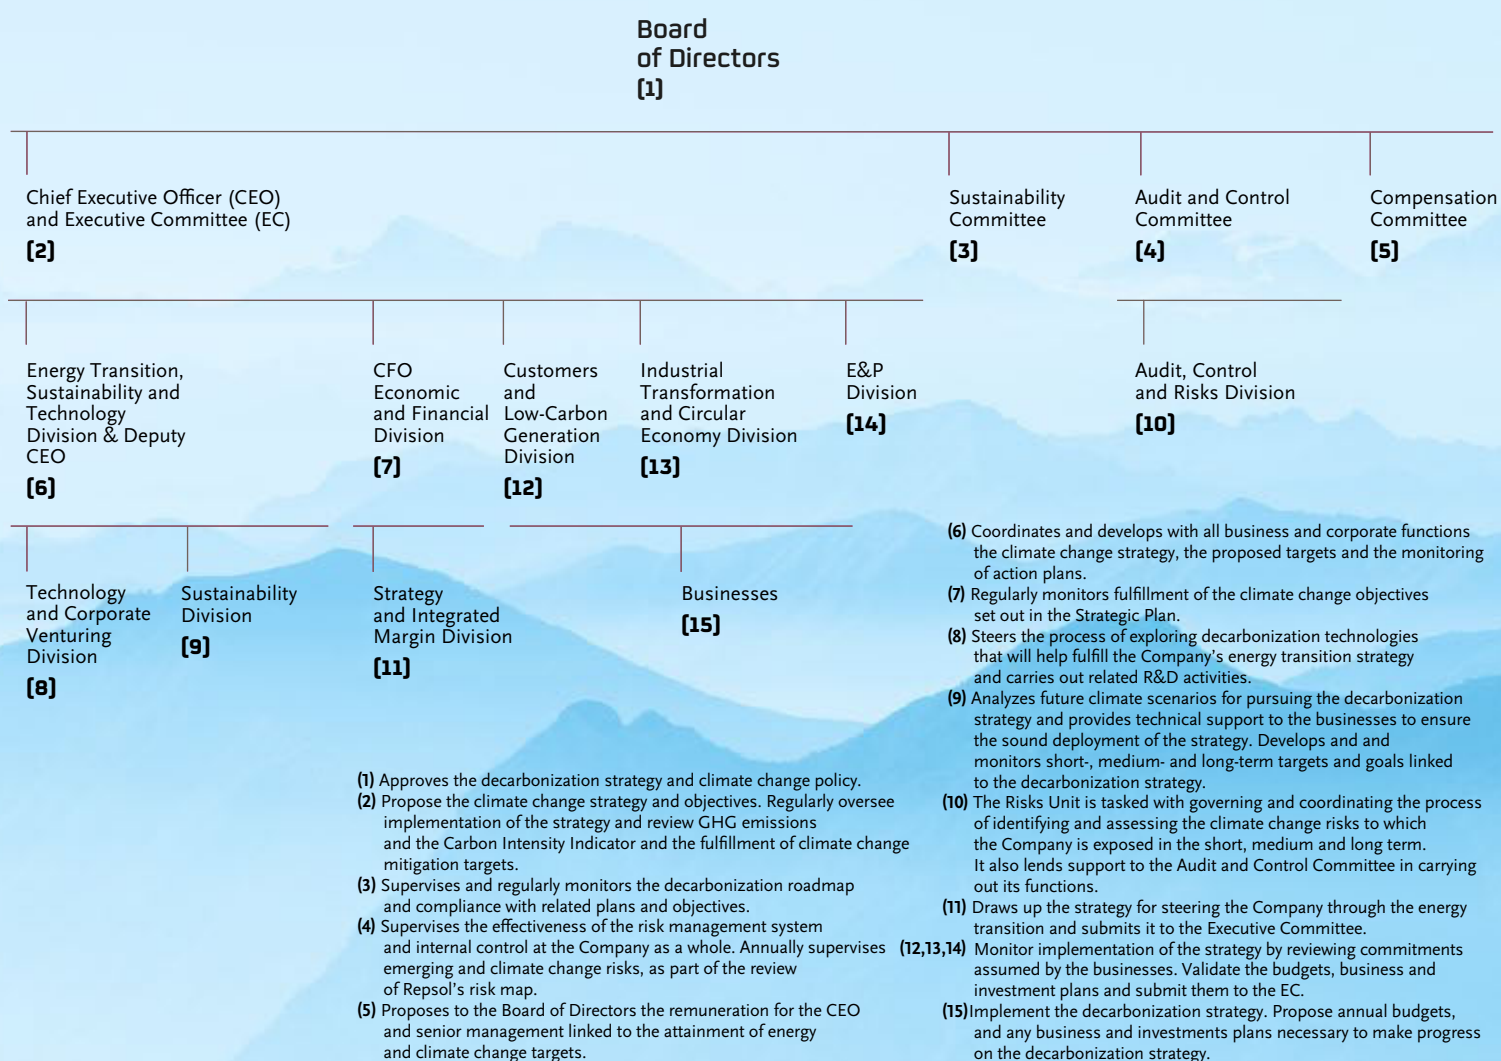 Board
of Directors
(1)
Chief Executive Officer (CEO)
and Executive Committee (EC)
(2)
Sustainability
Committee
(3)
Audit and Control
Committee
(4)
Compensation
Committee
(5)
Energy Transition,
Sustainability and
Technology
Division & Deputy
CEO
(6)
CFO
Economic
and Financial
Division
(7)
Customers
and
Low-Carbon
Generation
Division
(12)
Industrial
Transformation
and Circular
Economy Division
(13)
E&P
Division
(14)
Audit, Control
and Risks Division
(10)
Technology
and Corporate
Venturing
Division
(8)
Sustainability
Division
(9)
Strategy
and Integrated
Margin Division
(11)
Businesses
(15)
(1) Approves the decarbonization strategy and climate change policy.
(2) Propose the climate change strategy and objectives. Regularly oversee
implementation of the strategy and review GHG emissions
and the Carbon Intensity Indicator and the fulfillment of climate change
mitigation targets.
(3) Supervises and regularly monitors the decarbonization roadmap
and compliance with related plans and objectives.
(4) Supervises the effectiveness of the risk management system
and internal control at the Company as a whole. Annually supervises
emerging and climate change risks, as part of the review
of Repsol's risk map.
(5) Proposes to the Board of Directors the remuneration for the CEO
and senior management linked to the attainment of energy
and climate change targets.
(6) Coordinates and develops with all business and corporate functions
the climate change strategy, the proposed targets and the monitoring
of action plans.
(7) Regularly monitors fulfillment of the climate change objectives
set out in the Strategic Plan.
(8) Steers the process of exploring decarbonization technologies
that will help fulfill the Company's energy transition strategy
and carries out related R&D activities.
(9) Analyzes future climate scenarios for pursuing the decarbonization
strategy and provides technical support to the businesses to ensure
the sound deployment of the strategy. Develops and and
monitors short-, medium- and long-term targets and goals linked
to the decarbonization strategy.
(10) The Risks Unit is tasked with governing and coordinating the process
of identifying and assessing the climate change risks to which
the Company is exposed in the short, medium and long term.
It also lends support to the Audit and Control Committee in carrying
out its functions.
(11) Draws up the strategy for steering the Company through the energy
transition and submits it to the Executive Committee.
(12,13,14) Monitor implementation of the strategy by reviewing commitments
assumed by the businesses. Validate the budgets, business and
investment plans and submit them to the EC.
(15) Implement the decarbonization strategy. Propose annual budgets,
and any business and investments plans necessary to make progress
on the decarbonization strategy.